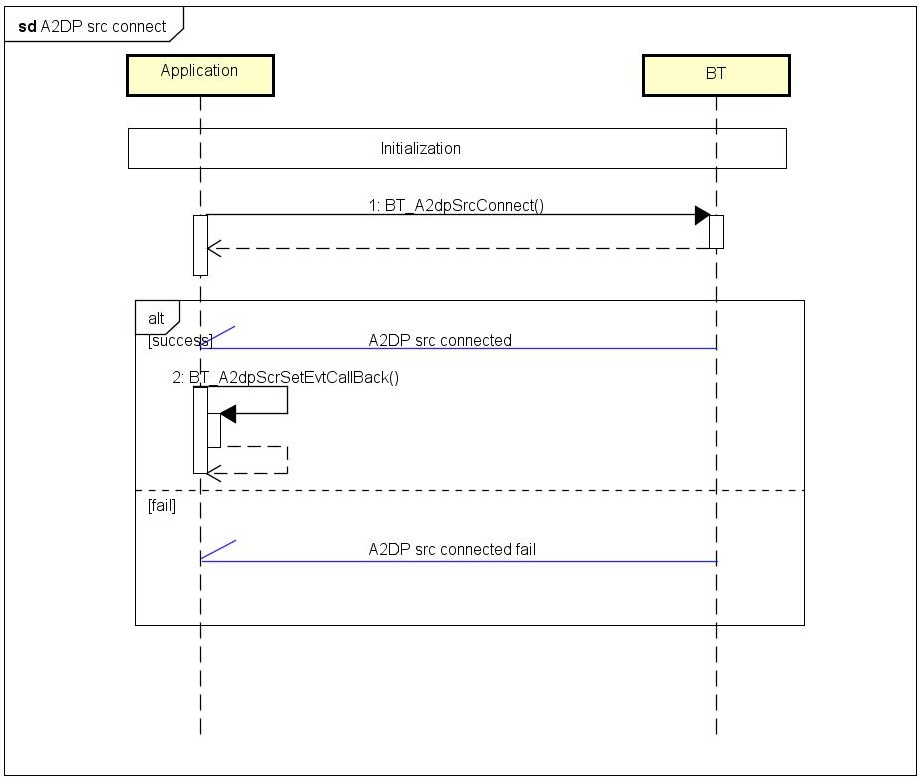 sd A2DP src connect
Application
BT
Initialization
1: BT_A2dpSrcConnect()
alt
[success]
A2DP src connected
2: BT_A2dpScrSetEvtCallBack()
[fail]
A2DP src connected fail